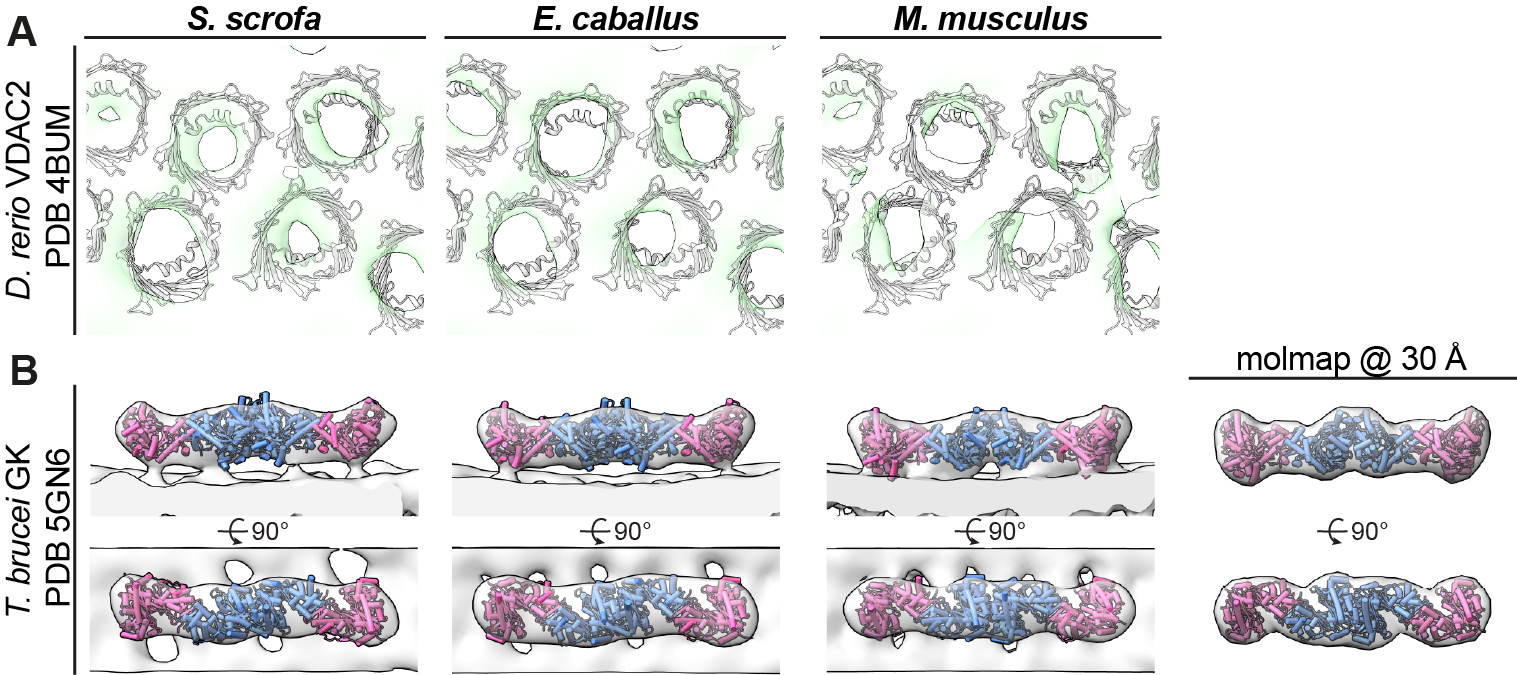 A
S. scrofa
E. caballus
M. musculus
D. rerio VDAC2
PDB 4BUM
B
molmap @ 30 Å
T. brucei GK
PDB 5GN6
90°
90°
90°
90°